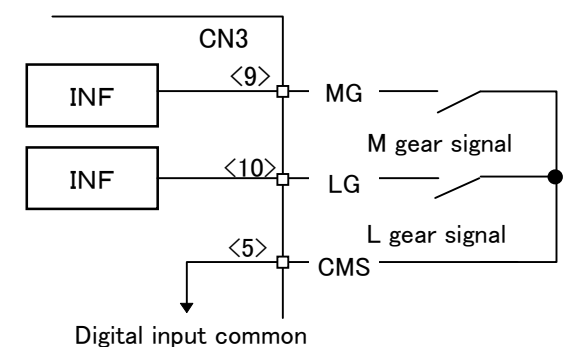 CN3
<9>
INF
MG
M gear signal
<10>
INF
LG
L gear signal
<5>
CMS
Digital input common